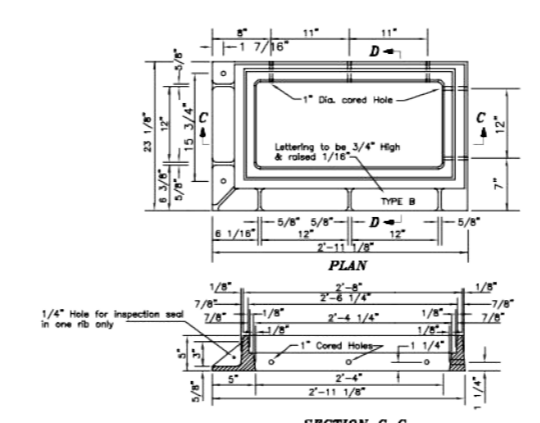 8" 11" 11"
1 7/16"
D
5/8"
1" Dia. cored Hole
C
C
23 1/8"
12"
15 3/4"
12"
Lettering to be 3/4" High
& raised 1/16"
6 3/8"
5/8"
7"
TYPE B
5/8" 5/8" D 5/8"
6 1/16" 12" 12"
2'-11 1/8"
PLAN
1/8" 2'-8" 1/8"
7/8" 2'-6 1/4" 7/8"
1/4" Hole for inspection seal
in one rib only
7/8" 1/8" 2'-4 1/4" 1/8" 7/8"
1/8" 1/8"
5"
3"
1" Cored Holes
1 1/4"
5/8"
5" 2'-4"
2'-11 1/8"
1 1/4"
SECTION C-C